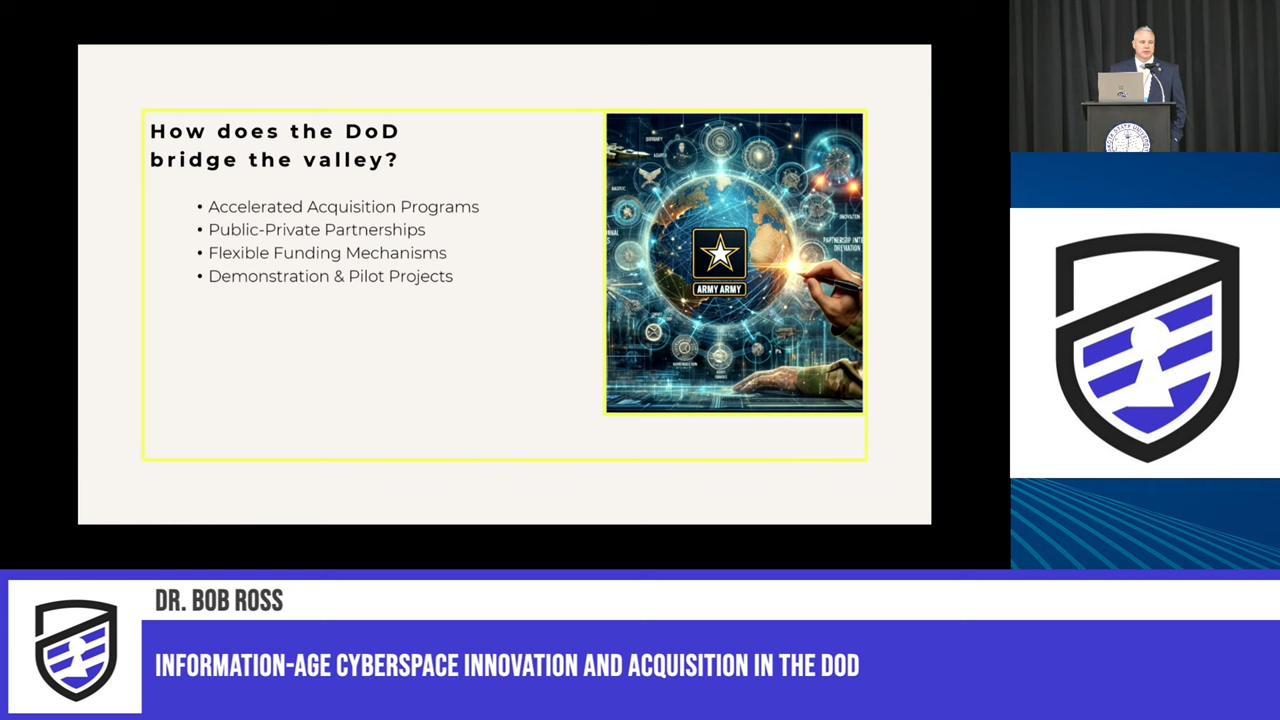 How does the DoD
bridge the valley?
• Accelerated Acquisition Programs
• Public-Private Partnerships
• Flexible Funding Mechanisms
• Demonstration & Pilot Projects
ARMY ARMY
DR. BOB ROSS
INFORMATION-AGE CYBERSPACE INNOVATION AND ACQUISITION IN THE DOD